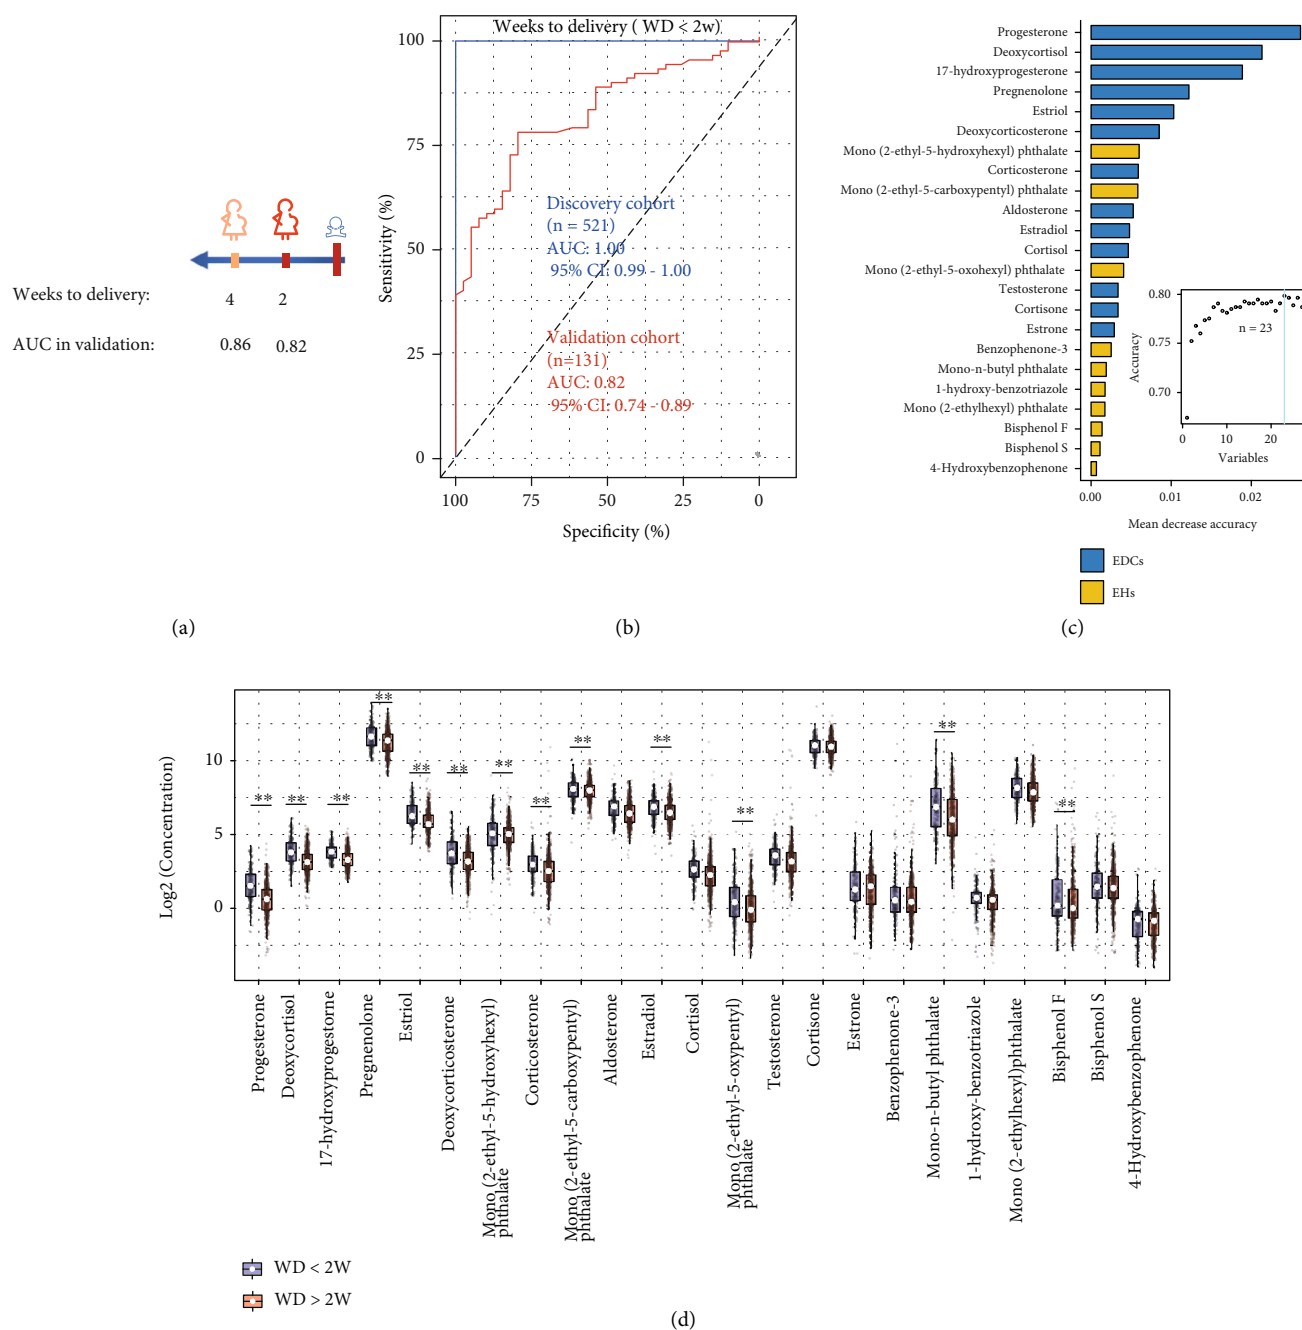 Weeks to delivery:
4
2
AUC in validation:
0.86
0.82
(a)
Weeks to delivery ( WD < 2w)
100
75
50
25
0
Sensitivity (%)
Discovery cohort
(n = 521)
AUC: 1.00
95% CI: 0.99 - 1.00
Validation cohort
(n=131)
AUC: 0.82
95% CI: 0.74 - 0.89
*
100
75
50
25
0
Specificity (%)
(b)
Progesterone
Deoxycortisol
17-hydroxyprogesterone
Pregnenolone
Estriol
Deoxycorticosterone
Mono (2-ethyl-5-hydroxyhexyl) phthalate
Corticosterone
Mono (2-ethyl-5-carboxypentyl) phthalate
Aldosterone
Estradiol
Cortisol
Mono (2-ethyl-5-oxohexyl) phthalate
Testosterone
Cortisone
Estrone
Benzophenone-3
Mono-n-butyl phthalate
1-hydroxy-benzotriazole
Mono (2-ethylhexyl) phthalate
Bisphenol F
Bisphenol S
4-Hydroxybenzophenone
0.00
0.01
0.02
Mean decrease accuracy
0.80
0.75
0.70
Accuracy
n = 23
0
10
20
Variables
EDCs
EHs
(c)
Log2 (Concentration)
10
5
0
**
**
**
**
**
**
**
**
**
**
**
**
**
Progesterone
Deoxycortisol
17-hydroxyprogestorne
Pregnenolone
Estriol
Deoxycorticosterone
Mono (2-ethyl-5-hydroxyhexyl)
phthalate
Corticosterone
Mono (2-ethyl-5-carboxypentyl)
phthalate
Aldosterone
Estradiol
Cortisol
Mono (2-ethyl-5-oxypentyl)
phthalate
Testosterone
Cortisone
Estrone
Benzophenone-3
Mono-n-butyl phthalate
1-hydroxy-benzotriazole
Mono (2-ethylhexyl)phthalate
Bisphenol F
Bisphenol S
4-Hydroxybenzophenone
WD < 2W
WD > 2W
(d)